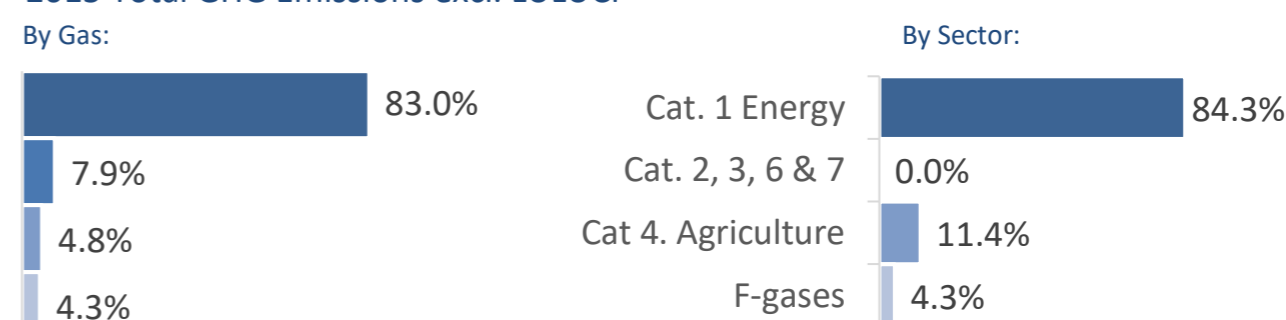 By Gas:
By Sector:
83.0%
Cat. 1 Energy
84.3%
7.9%
Cat. 2, 3, 6 & 7
0.0%
4.8%
Cat 4. Agriculture
11.4%
4.3%
F-gases
4.3%